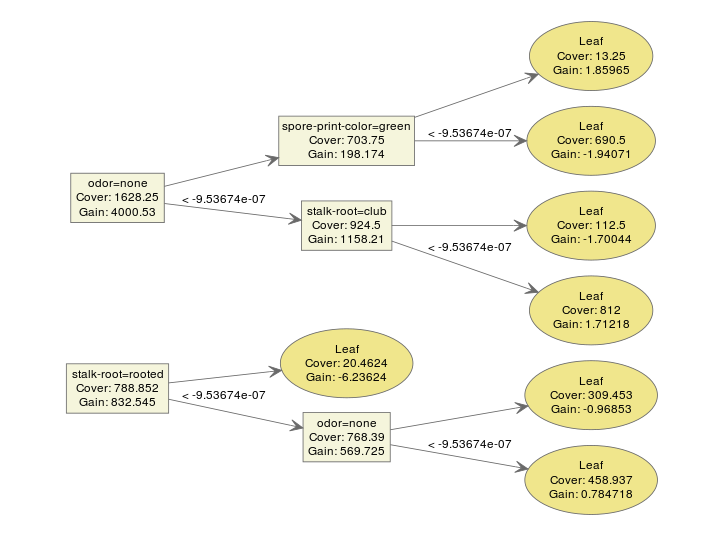 Leaf
Cover: 13.25
Gain: 1.85965
spore-print-color=green
Cover: 703.75
Gain: 198.174
< -9.53674e-07
Leaf
Cover: 690.5
Gain: -1.94071
odor=none
Cover: 1628.25
Gain: 4000.53
< -9.53674e-07
stalk-root=club
Cover: 924.5
Gain: 1158.21
Leaf
Cover: 112.5
Gain: -1.70044
< -9.53674e-07
Leaf
Cover: 812
Gain: 1.71218
stalk-root=rooted
Cover: 788.852
Gain: 832.545
Leaf
Cover: 20.4624
Gain: -6.23624
< -9.53674e-07
odor=none
Cover: 768.39
Gain: 569.725
Leaf
Cover: 309.453
Gain: -0.96853
< -9.53674e-07
Leaf
Cover: 458.937
Gain: 0.784718